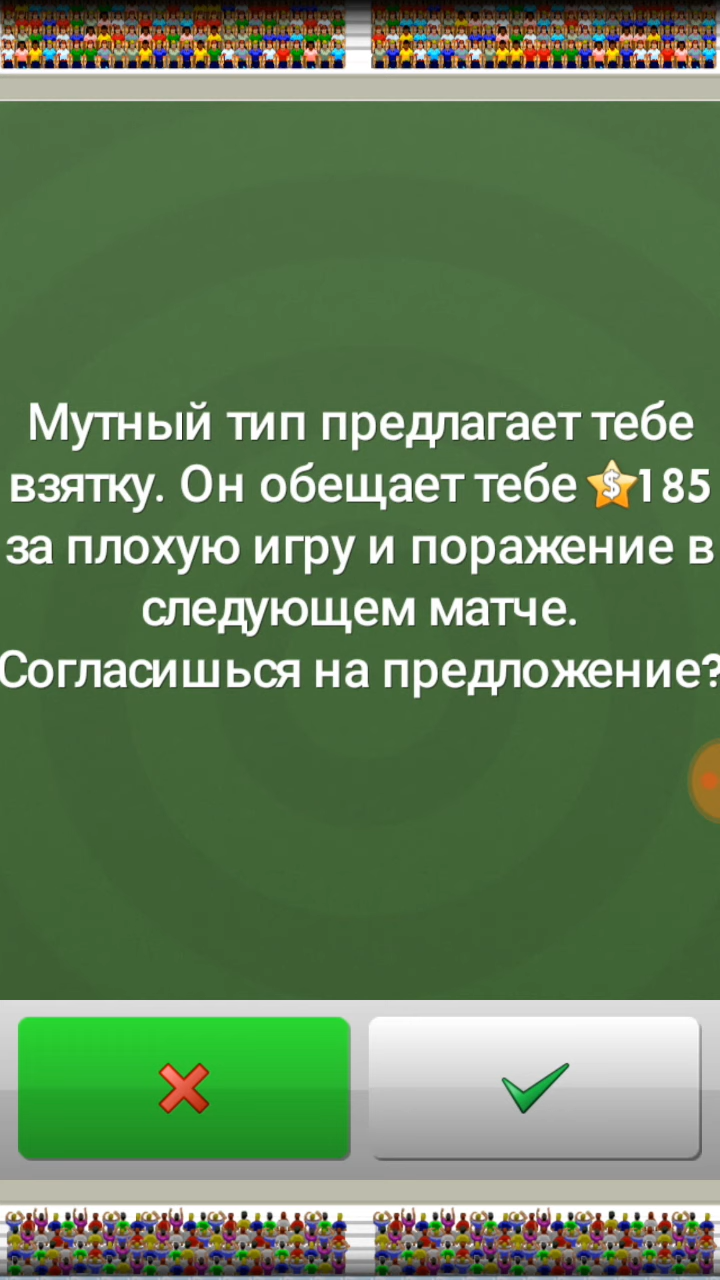 Мутный тип предлагает тебе
взятку. Он обещает тебе $185
за плохую игру и поражение в
следующем матче.
Согласишься на предложение?